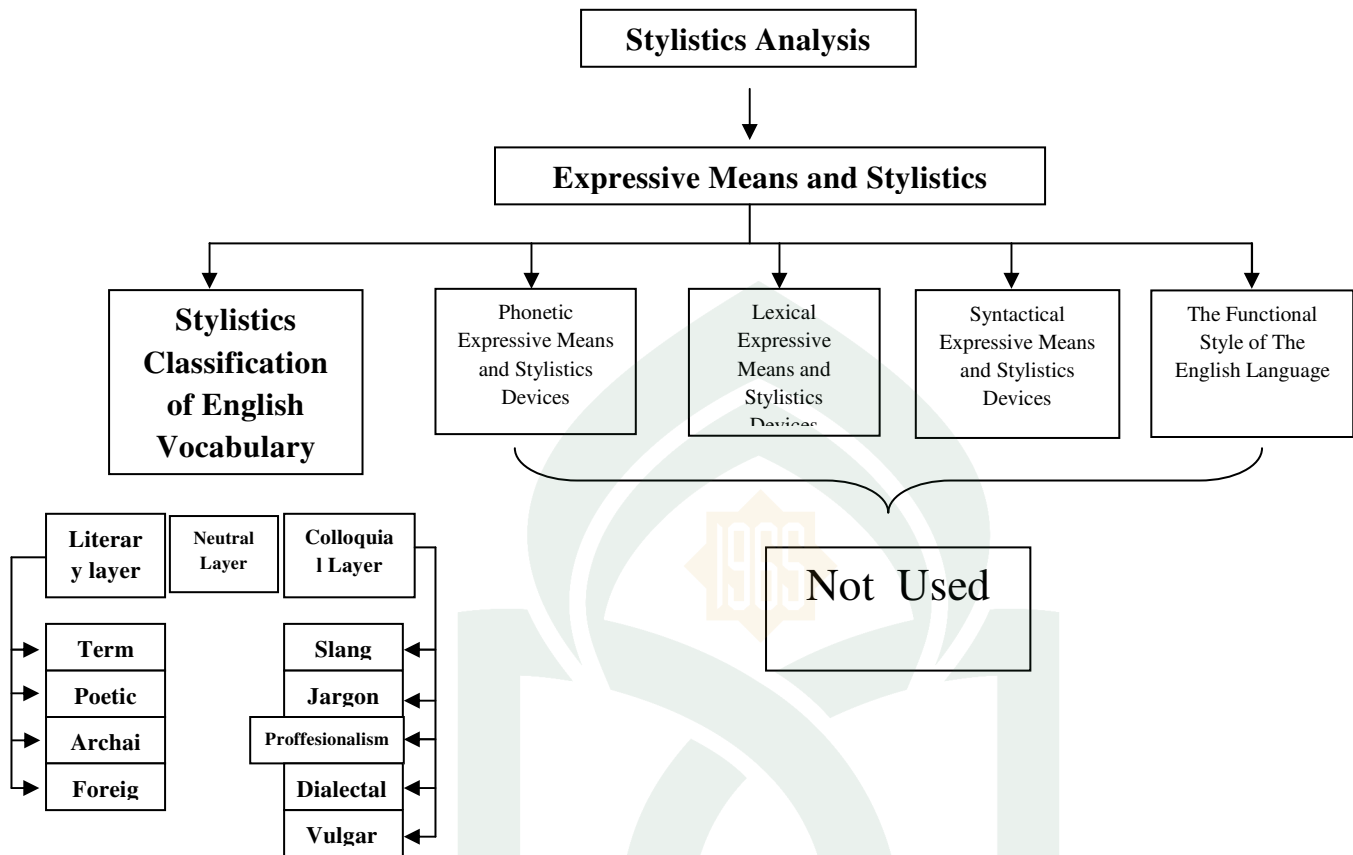 Stylistics Analysis
Expressive Means and Stylistics
Stylistics
Classification
of English
Vocabulary
Phonetic
Expressive Means
and Stylistics
Devices
Lexical
Expressive
Means and
Stylistics
Devices
Syntactical
Expressive Means
and Stylistics
Devices
The Functional
Style of The
English Language
Literar
y layer
Neutral
Layer
Colloquia
l Layer
Term
Poetic
Archai
Foreig
Slang
Jargon
Proffesionalism
Dialectal
Vulgar
Not Used
1965